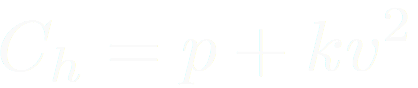 C_h = p + kv^2